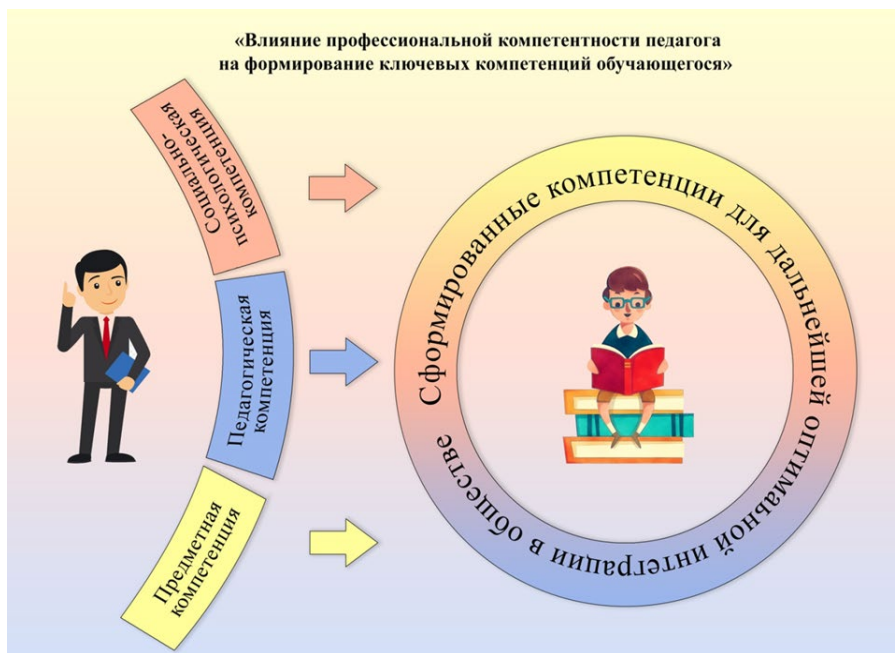 «Влияние профессиональной компетентности педагога
на формирование ключевых компетенций обучающегося»
Социально-
психологическая
компетенция
Педагогическая
компетенция
Предметная
компетенция
Сформированные компетенции для дальнейшей оптимальной интеграции в обществе